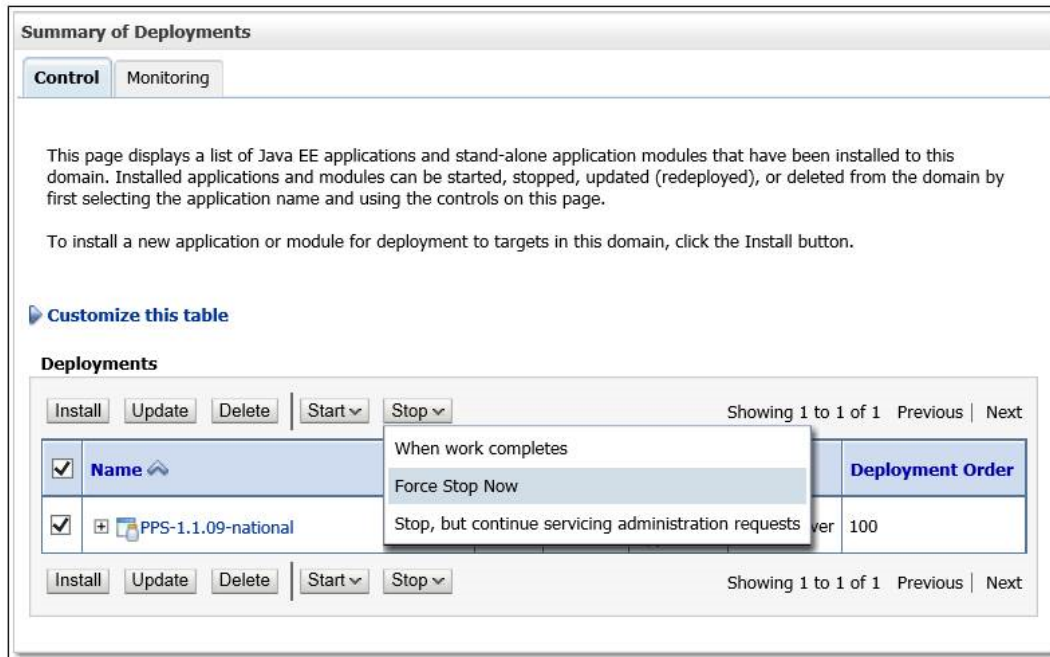 Summary of Deployments
Control Monitoring
This page displays a list of Java EE applications and stand-alone application modules that have been installed to this
domain. Installed applications and modules can be started, stopped, updated (redeployed), or deleted from the domain by
first selecting the application name and using the controls on this page.
To install a new application or module for deployment to targets in this domain, click the Install button.
Customize this table
Deployments
Install Update Delete Start Stop Showing 1 to 1 of 1 Previous | Next
When work completes
Name Deployment Order
Force Stop Now
PPS-1.1.09-national Stop, but continue servicing administration requests 100
Install Update Delete Start Stop Showing 1 to 1 of 1 Previous | Next